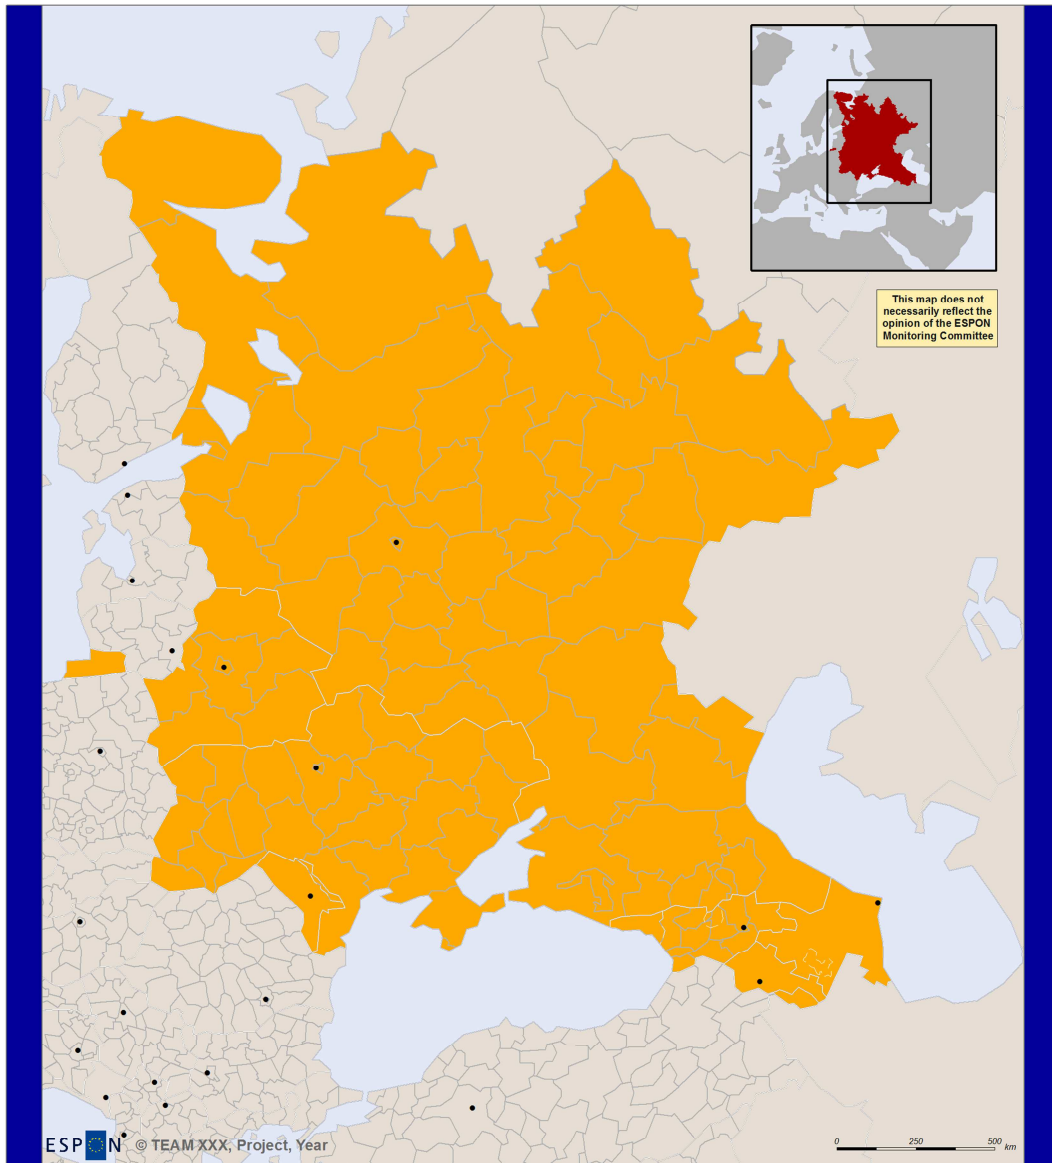 This map does not
necessarily reflect the
opinion of the ESPON
Monitoring Committee
ESPON © TEAM XXX, Project, Year
0 250 500 km